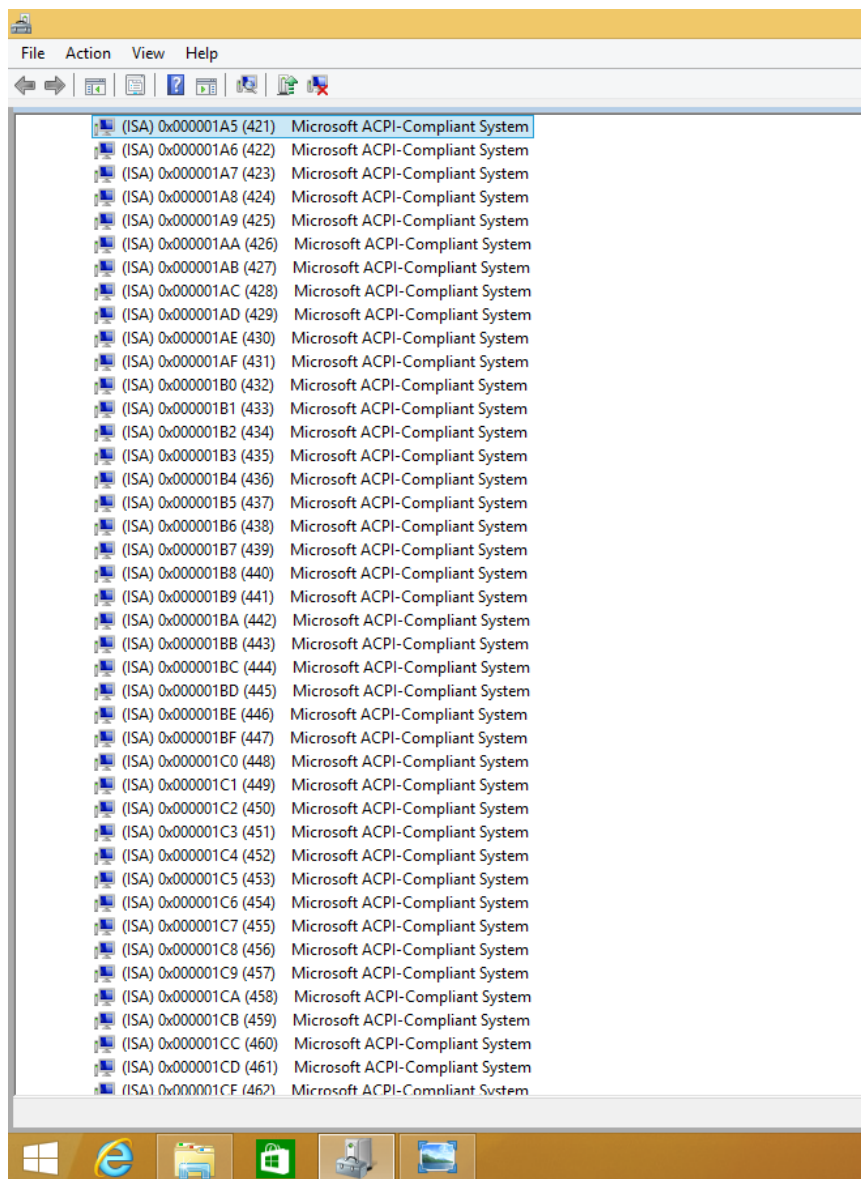 File Action View Help
(ISA) 0x000001A5 (421) Microsoft ACPI-Compliant System
(ISA) 0x000001A6 (422) Microsoft ACPI-Compliant System
(ISA) 0x000001A7 (423) Microsoft ACPI-Compliant System
(ISA) 0x000001A8 (424) Microsoft ACPI-Compliant System
(ISA) 0x000001A9 (425) Microsoft ACPI-Compliant System
(ISA) 0x000001AA (426) Microsoft ACPI-Compliant System
(ISA) 0x000001AB (427) Microsoft ACPI-Compliant System
(ISA) 0x000001AC (428) Microsoft ACPI-Compliant System
(ISA) 0x000001AD (429) Microsoft ACPI-Compliant System
(ISA) 0x000001AE (430) Microsoft ACPI-Compliant System
(ISA) 0x000001AF (431) Microsoft ACPI-Compliant System
(ISA) 0x000001B0 (432) Microsoft ACPI-Compliant System
(ISA) 0x000001B1 (433) Microsoft ACPI-Compliant System
(ISA) 0x000001B2 (434) Microsoft ACPI-Compliant System
(ISA) 0x000001B3 (435) Microsoft ACPI-Compliant System
(ISA) 0x000001B4 (436) Microsoft ACPI-Compliant System
(ISA) 0x000001B5 (437) Microsoft ACPI-Compliant System
(ISA) 0x000001B6 (438) Microsoft ACPI-Compliant System
(ISA) 0x000001B7 (439) Microsoft ACPI-Compliant System
(ISA) 0x000001B8 (440) Microsoft ACPI-Compliant System
(ISA) 0x000001B9 (441) Microsoft ACPI-Compliant System
(ISA) 0x000001BA (442) Microsoft ACPI-Compliant System
(ISA) 0x000001BB (443) Microsoft ACPI-Compliant System
(ISA) 0x000001BC (444) Microsoft ACPI-Compliant System
(ISA) 0x000001BD (445) Microsoft ACPI-Compliant System
(ISA) 0x000001BE (446) Microsoft ACPI-Compliant System
(ISA) 0x000001BF (447) Microsoft ACPI-Compliant System
(ISA) 0x000001C0 (448) Microsoft ACPI-Compliant System
(ISA) 0x000001C1 (449) Microsoft ACPI-Compliant System
(ISA) 0x000001C2 (450) Microsoft ACPI-Compliant System
(ISA) 0x000001C3 (451) Microsoft ACPI-Compliant System
(ISA) 0x000001C4 (452) Microsoft ACPI-Compliant System
(ISA) 0x000001C5 (453) Microsoft ACPI-Compliant System
(ISA) 0x000001C6 (454) Microsoft ACPI-Compliant System
(ISA) 0x000001C7 (455) Microsoft ACPI-Compliant System
(ISA) 0x000001C8 (456) Microsoft ACPI-Compliant System
(ISA) 0x000001C9 (457) Microsoft ACPI-Compliant System
(ISA) 0x000001CA (458) Microsoft ACPI-Compliant System
(ISA) 0x000001CB (459) Microsoft ACPI-Compliant System
(ISA) 0x000001CC (460) Microsoft ACPI-Compliant System
(ISA) 0x000001CD (461) Microsoft ACPI-Compliant System
(ISA) 0x000001CE (462) Microsoft ACPI-Compliant System